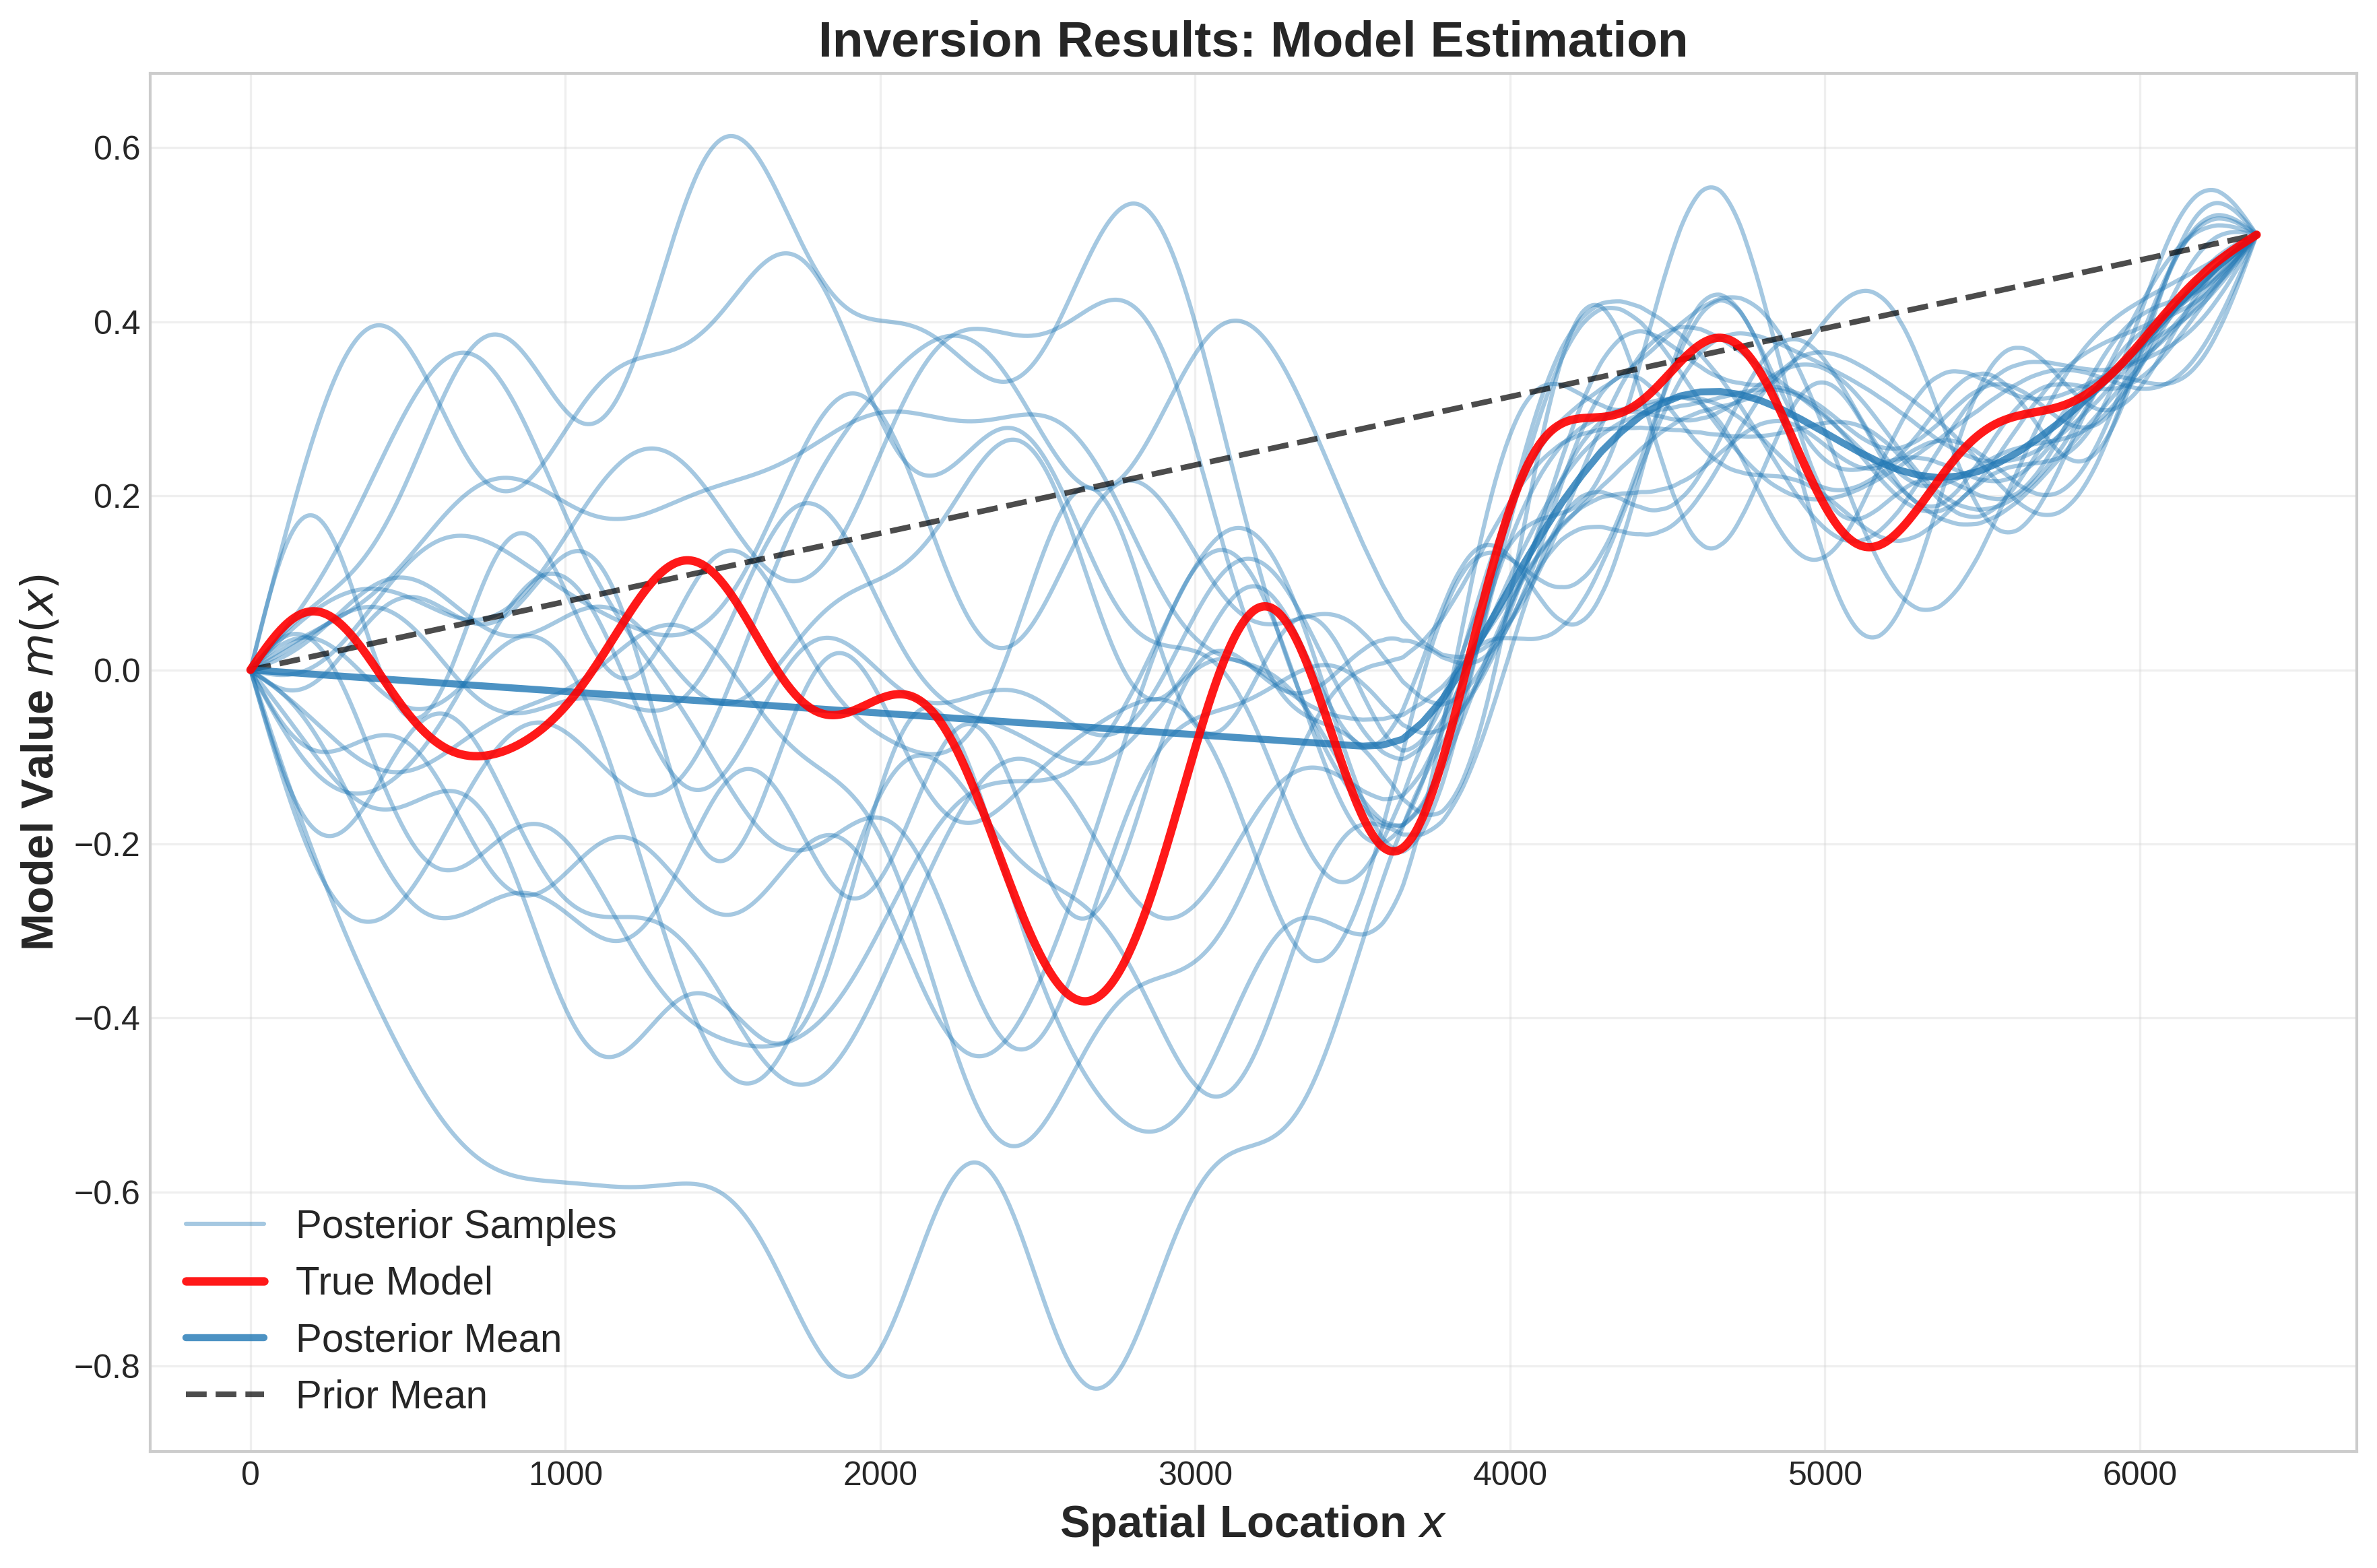 Inversion Results: Model Estimation
Model Value m(x)
0.6
0.4
0.2
0.0
−0.2
−0.4
−0.6
−0.8
Posterior Samples
True Model
Posterior Mean
Prior Mean
0 1000 2000 3000 4000 5000 6000
Spatial Location x